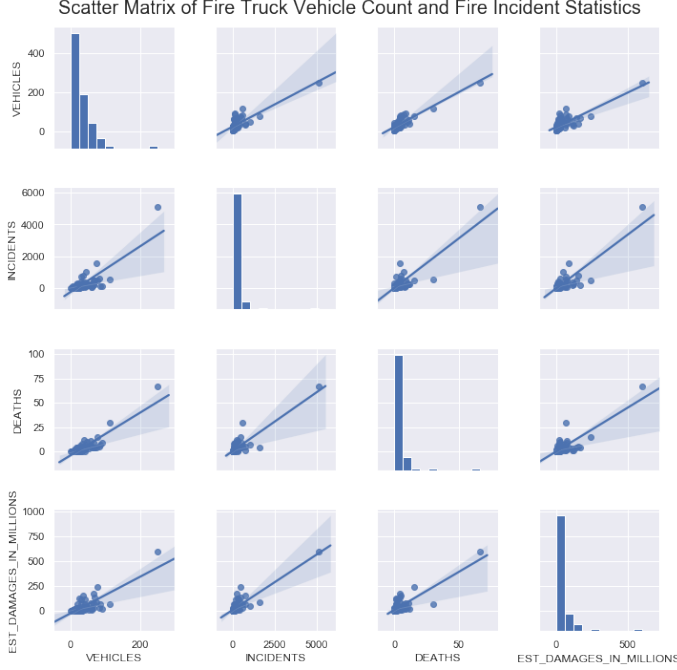 Scatter Matrix of Fire Truck Vehicle Count and Fire Incident Statistics
VEHICLES
400
200
0
INCIDENTS
6000
4000
2000
0
DEATHS
100
75
50
25
0
EST_DAMAGES_IN_MILLIONS
1000
750
500
250
0
0 200
VEHICLES
0 2500 5000
INCIDENTS
0 50
DEATHS
0 500
EST_DAMAGES_IN_MILLIONS